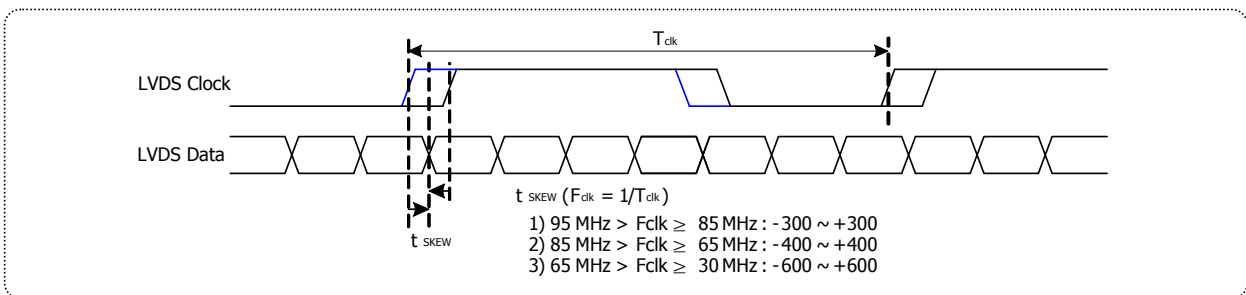 Tclk
LVDS Clock
LVDS Data
t SKEW (Fclk = 1/Tclk)
1) 95 MHz > Fclk ≥ 85 MHz : -300 ~ +300
2) 85 MHz > Fclk ≥ 65 MHz : -400 ~ +400
3) 65 MHz > Fclk ≥ 30 MHz : -600 ~ +600
t SKEW